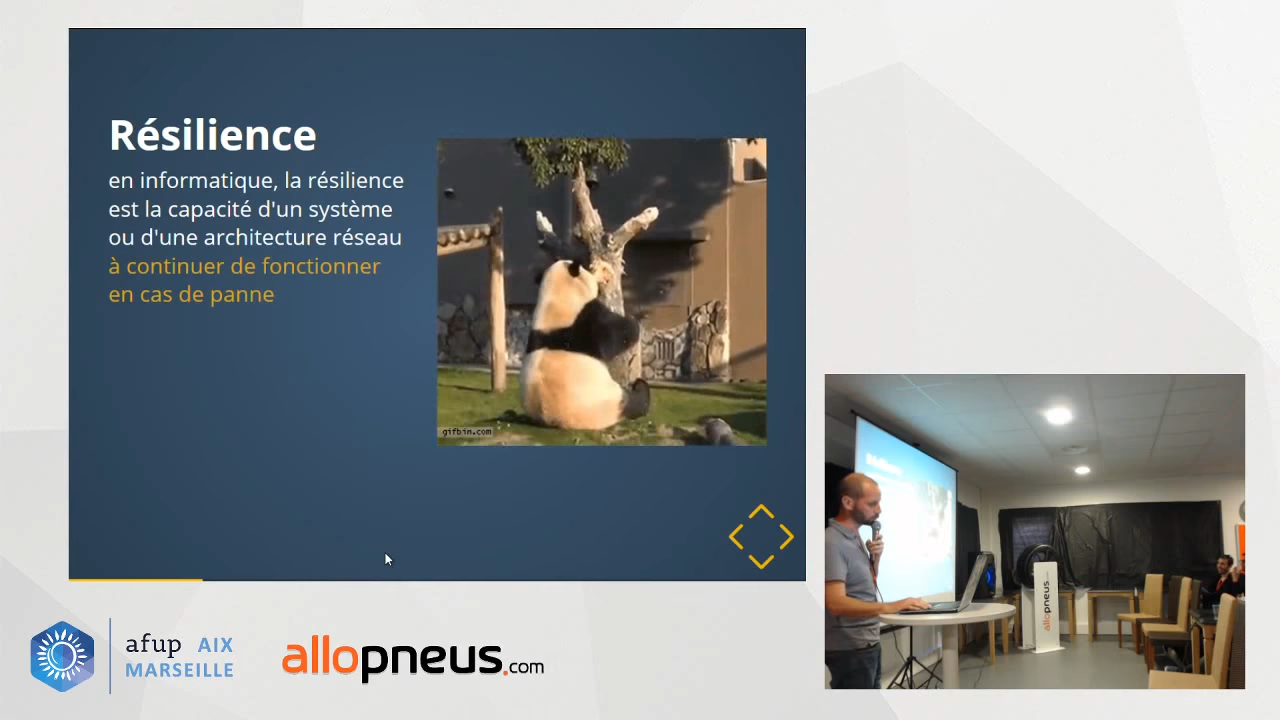 Résilience
en informatique, la résilience
est la capacité d'un système
ou d'une architecture réseau
à continuer de fonctionner
en cas de panne
gifbin.com
afup AIX
MARSEILLE
allopneus.com
allopneus